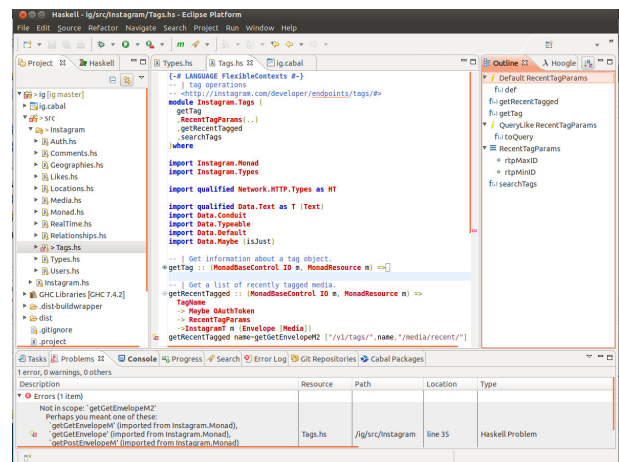 Haskell - ig/src/Instagram/Tags.hs - Eclipse Platform
File Edit Source Refactor Navigate Search Project Run Window Help
Project Haskell
Types.hs Tags.hs ig.cabal
Outline Hoogle
> ig [ig master]
ig.cabal
> src
> Instagram
Auth.hs
Comments.hs
Geographies.hs
Likes.hs
Locations.hs
Media.hs
Monad.hs
RealTime.hs
Relationships.hs
> Tags.hs
Types.hs
Users.hs
Instagram.hs
GHC Libraries [GHC 7.4.2]
.dist-buildwrapper
dist
.gitignore
.project
{-# LANGUAGE FlexibleContexts #-}
-- | tag operations
-- <http://instagram.com/developer/endpoints/tags/#>
module Instagram.Tags (
getTag
,RecentTagParams(..)
,getRecentTagged
,searchTags
)where
import Instagram.Monad
import Instagram.Types
import qualified Network.HTTP.Types as HT
import qualified Data.Text as T (Text)
import Data.Conduit
import Data.Typeable
import Data.Default
import Data.Maybe (isJust)
-- | Get information about a tag object.
getTag :: (MonadBaseControl IO m, MonadResource m) =>
-- | Get a list of recently tagged media.
getRecentTagged :: (MonadBaseControl IO m, MonadResource m) =>
TagName
-> Maybe OAuthToken
-> RecentTagParams
->InstagramT m (Envelope [Media])
getRecentTagged name=getGetEnvelopeM2 ["/v1/tags/",name,"/media/recent/"]
Default RecentTagParams
def
getRecentTagged
getTag
QueryLike RecentTagParams
toQuery
RecentTagParams
rtpMaxID
rtpMinID
searchTags
Tasks Problems Console Progress Search Error Log Git Repositories Cabal Packages
1 error, 0 warnings, 0 others
Description Resource Path Location Type
Errors (1 item)
Not in scope: `getGetEnvelopeM2'
Perhaps you meant one of these:
`getGetEnvelopeM' (imported from Instagram.Monad),
`getGetEnvelope' (imported from Instagram.Monad), Tags.hs /ig/src/Instagram line 35 Haskell Problem
`getPostEnvelopeM' (imported from Instagram.Monad)